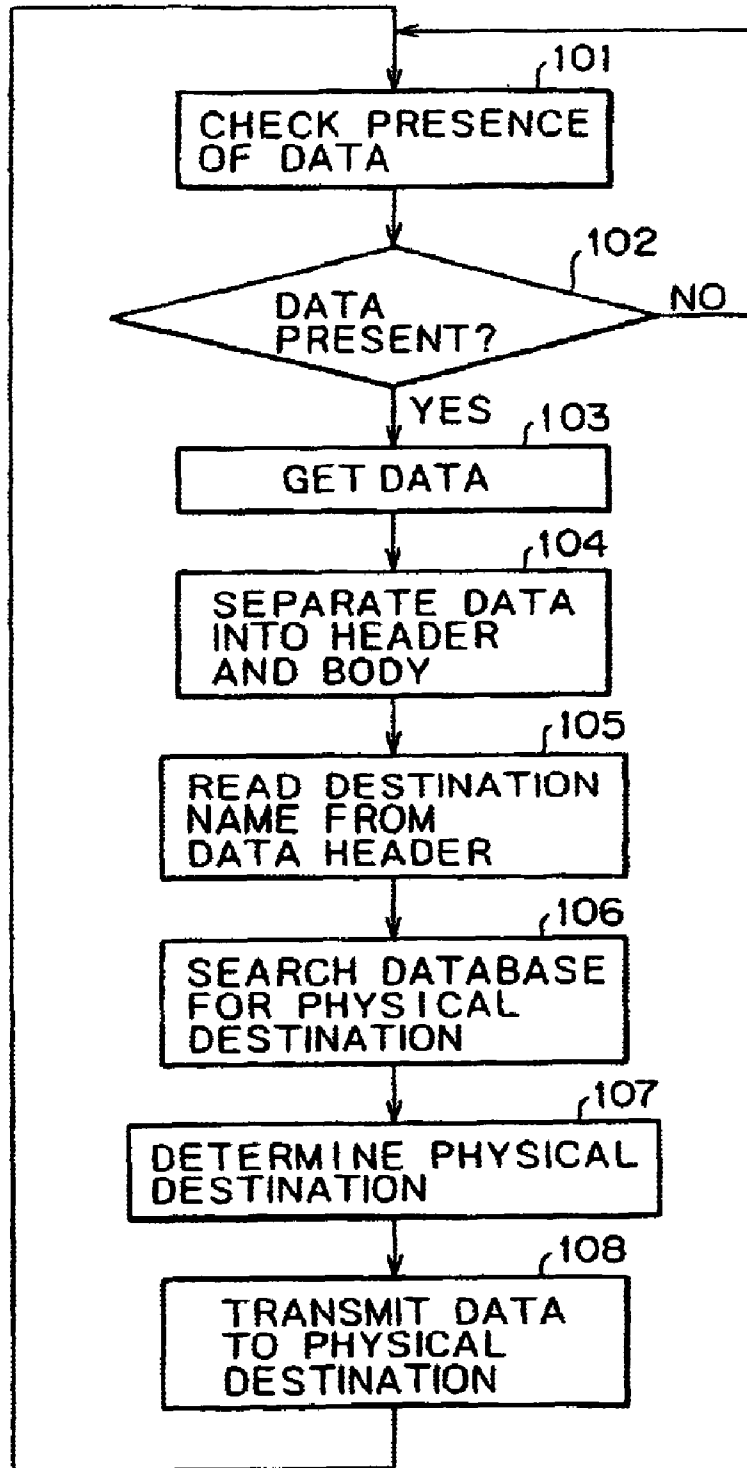 101
CHECK PRESENCE
OF DATA
102
DATA
PRESENT?
NO
YES
103
GET DATA
104
SEPARATE DATA
INTO HEADER
AND BODY
105
READ DESTINATION
NAME FROM
DATA HEADER
106
SEARCH DATABASE
FOR PHYSICAL
DESTINATION
107
DETERMINE PHYSICAL
DESTINATION
108
TRANSMIT DATA
TO PHYSICAL
DESTINATION